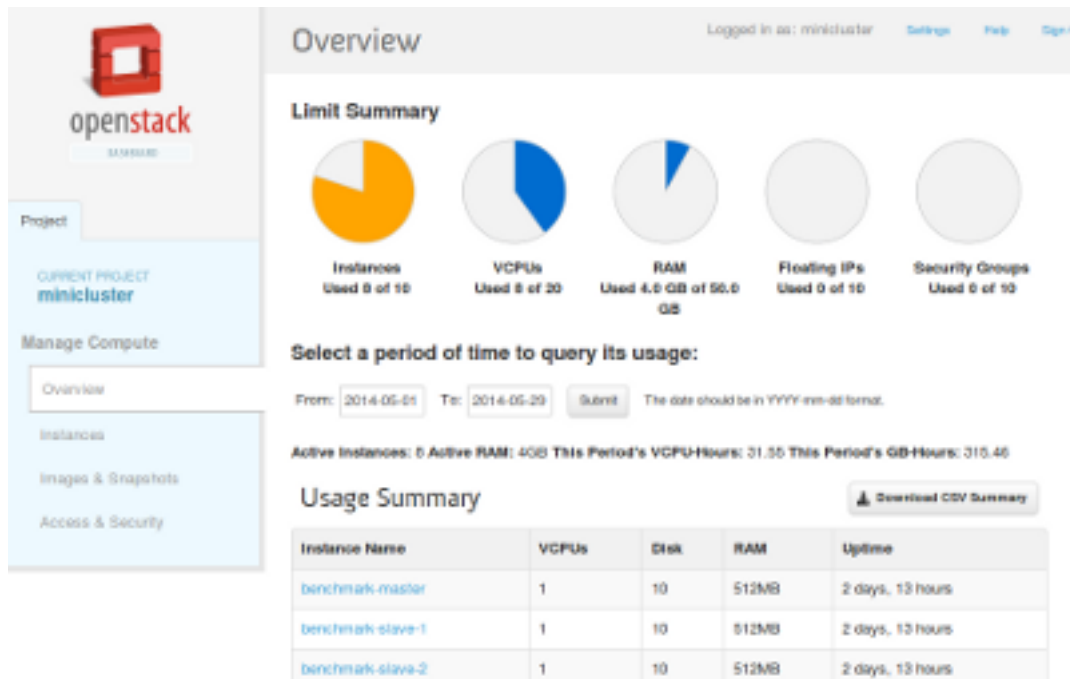 openstack
DASHBOARD
Project
CURRENT PROJECT
minicluster
Manage Compute
Overview
Instances
Images & Snapshots
Access & Security
Overview
Logged in as: minicluster Settings Help Sign
Limit Summary
Instances
Used 8 of 10
VCPUs
Used 8 of 20
RAM
Used 4.0 GB of 50.0
GB
Floating IPs
Used 0 of 10
Security Groups
Used 0 of 10
Select a period of time to query its usage:
From: 2014-05-01 To: 2014-05-29 Submit The date should be in YYYY-mm-dd format.
Active Instances: 8 Active RAM: 4GB This Period's VCPU-Hours: 31.55 This Period's GB-Hours: 315.46
Usage Summary
Download CSV Summary
Instance Name VCPUs Disk RAM Uptime
benchmark-master 1 10 512MB 2 days, 13 hours
benchmark-slave-1 1 10 512MB 2 days, 13 hours
benchmark-slave-2 1 10 512MB 2 days, 13 hours